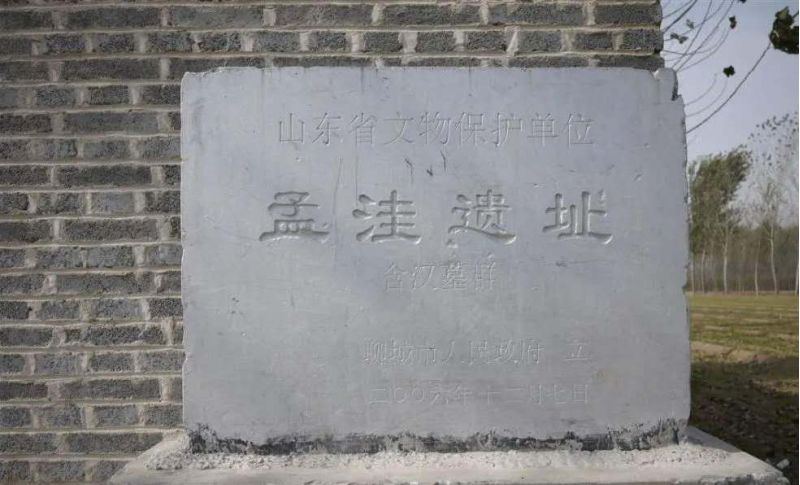 山东省文物保护单位
孟洼遗址
含汉墓群
聊城市人民政府 立
二〇〇六年十二月七日